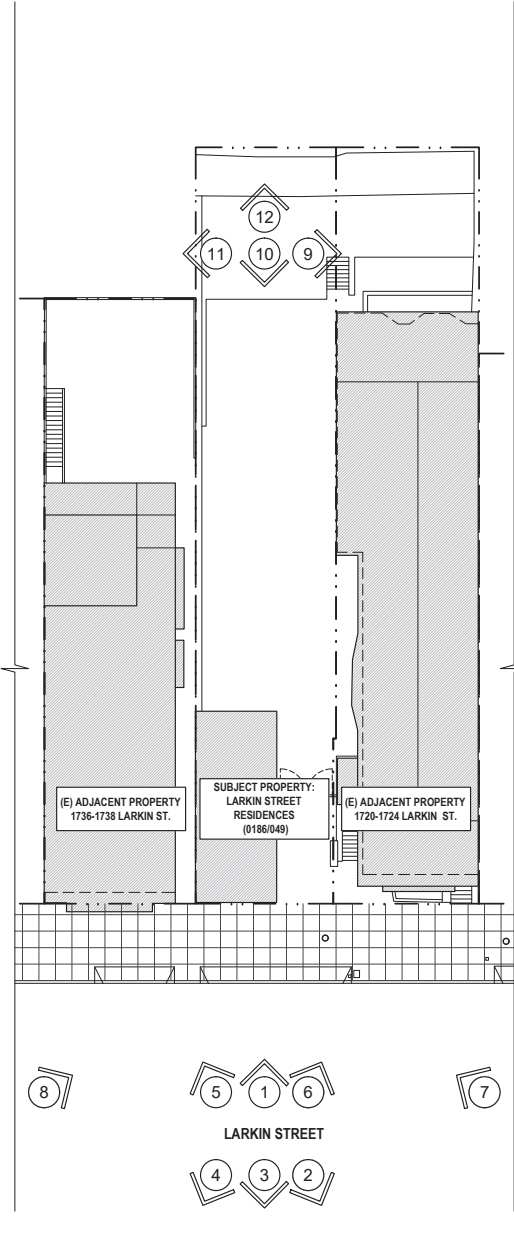 12
11
10
9
(E) ADJACENT PROPERTY
1736-1738 LARKIN ST.
SUBJECT PROPERTY:
LARKIN STREET
RESIDENCES
(0186/049)
(E) ADJACENT PROPERTY
1720-1724 LARKIN ST.
8
5
1
6
7
LARKIN STREET
4
3
2